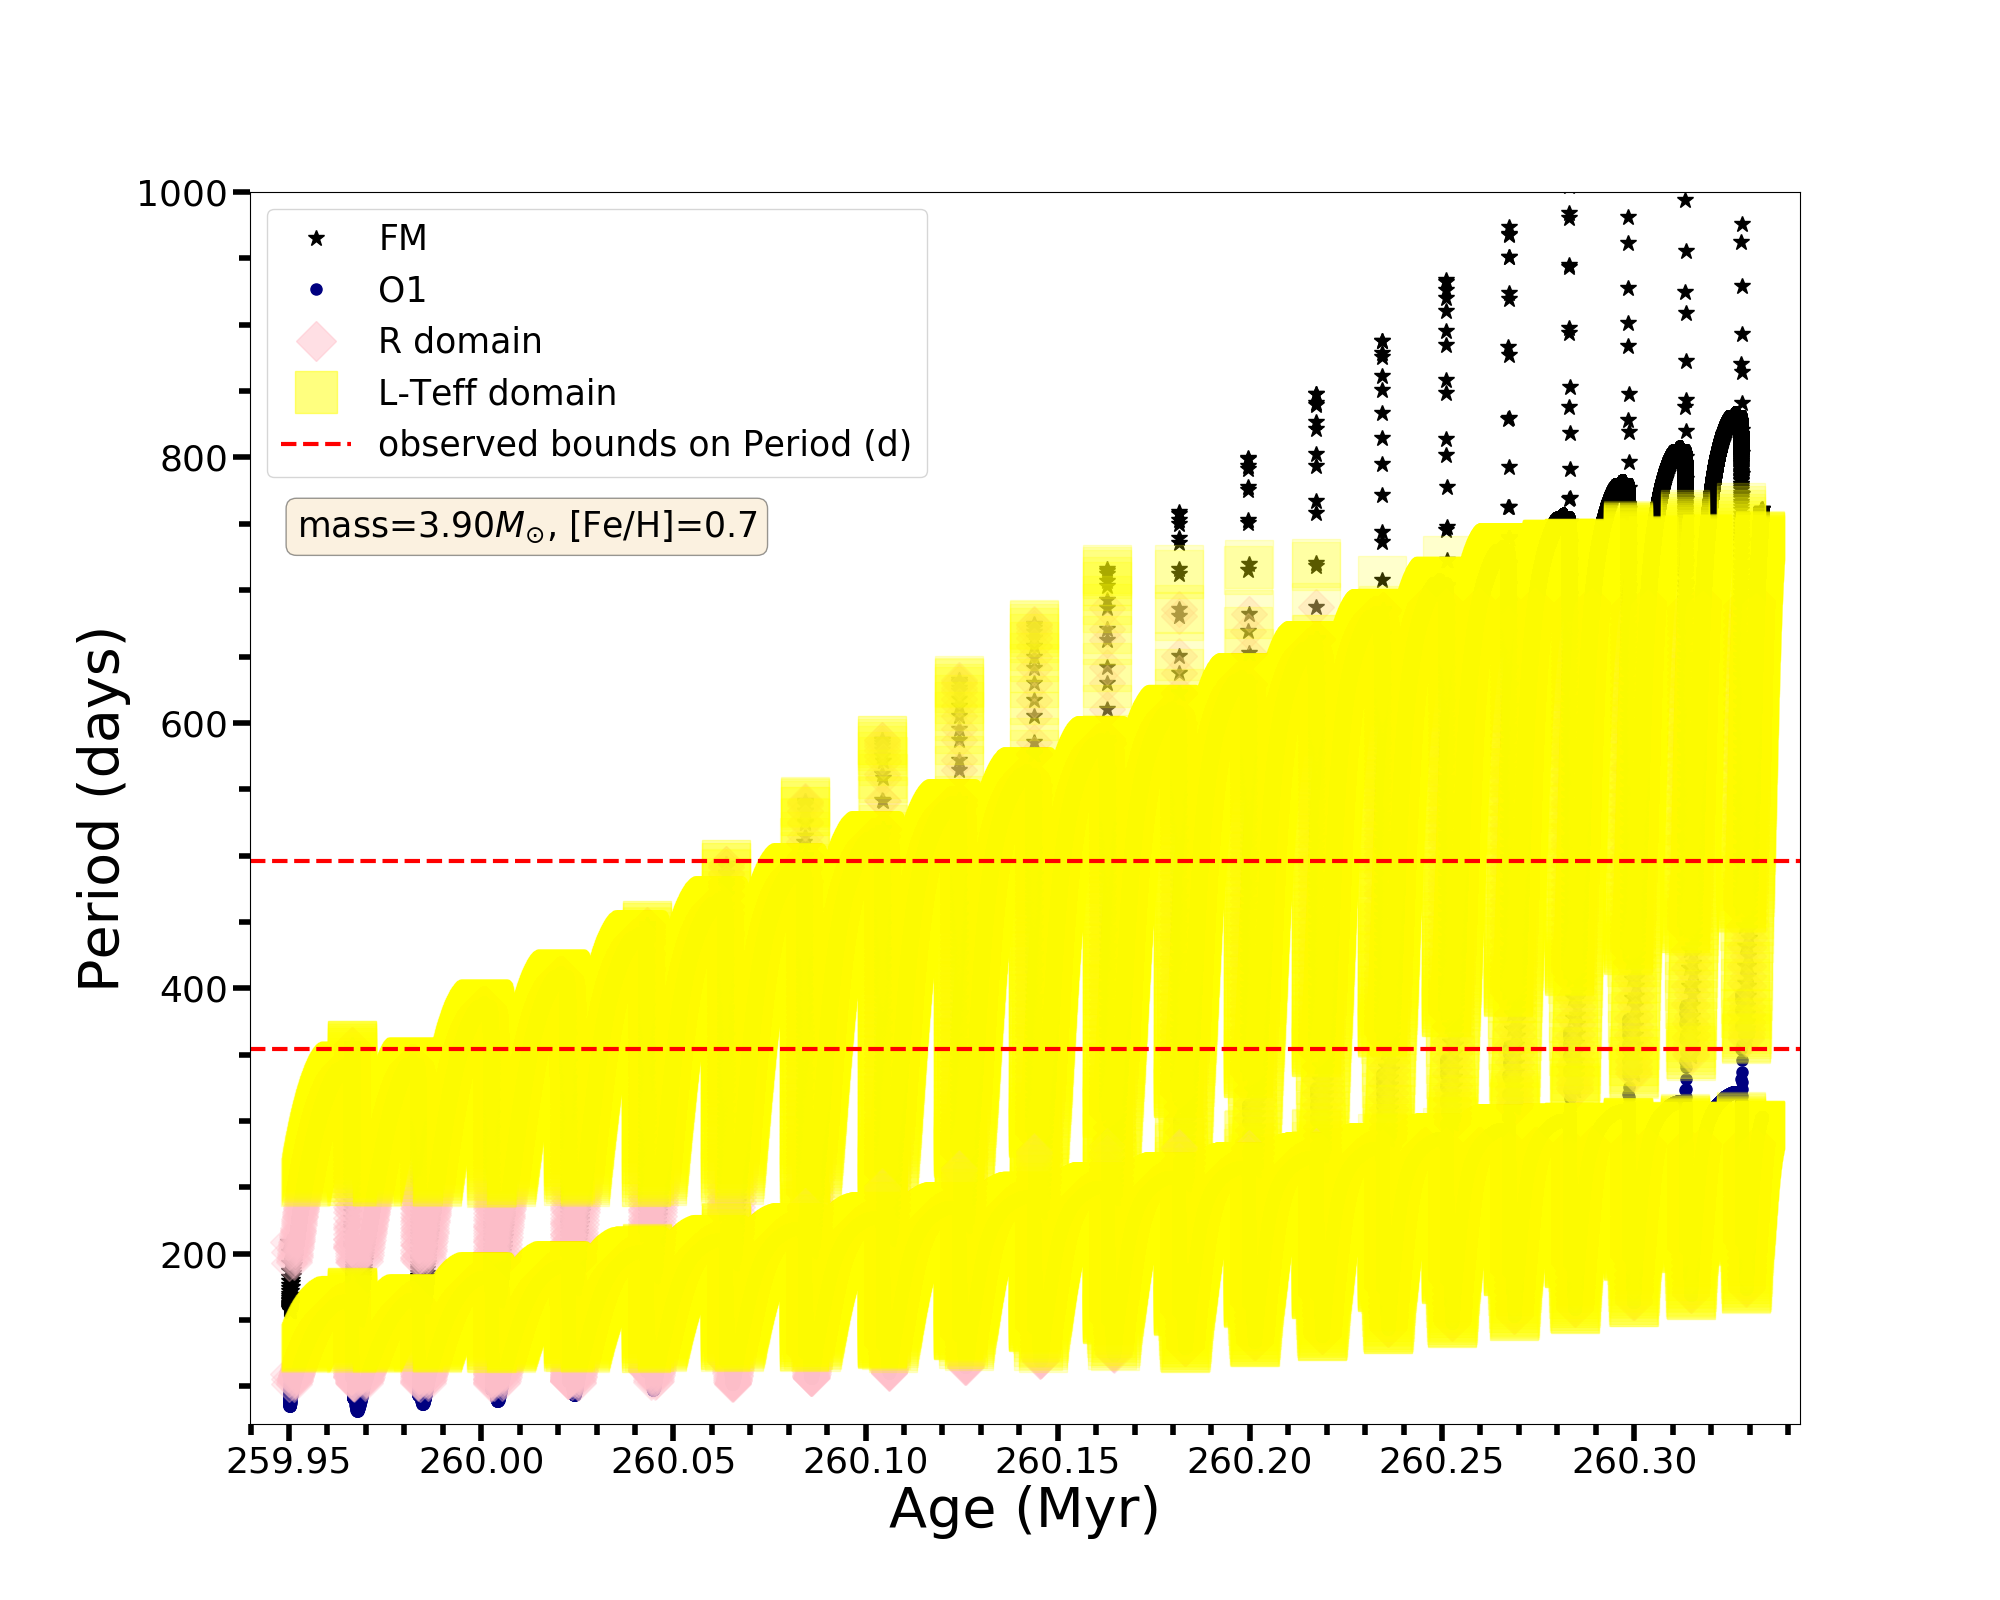 1000
800
600
400
200
Period (days)
FM
O1
R domain
L-Teff domain
observed bounds on Period (d)
mass=3.90M⊙, [Fe/H]=0.7
259.95 260.00 260.05 260.10 260.15 260.20 260.25 260.30
Age (Myr)